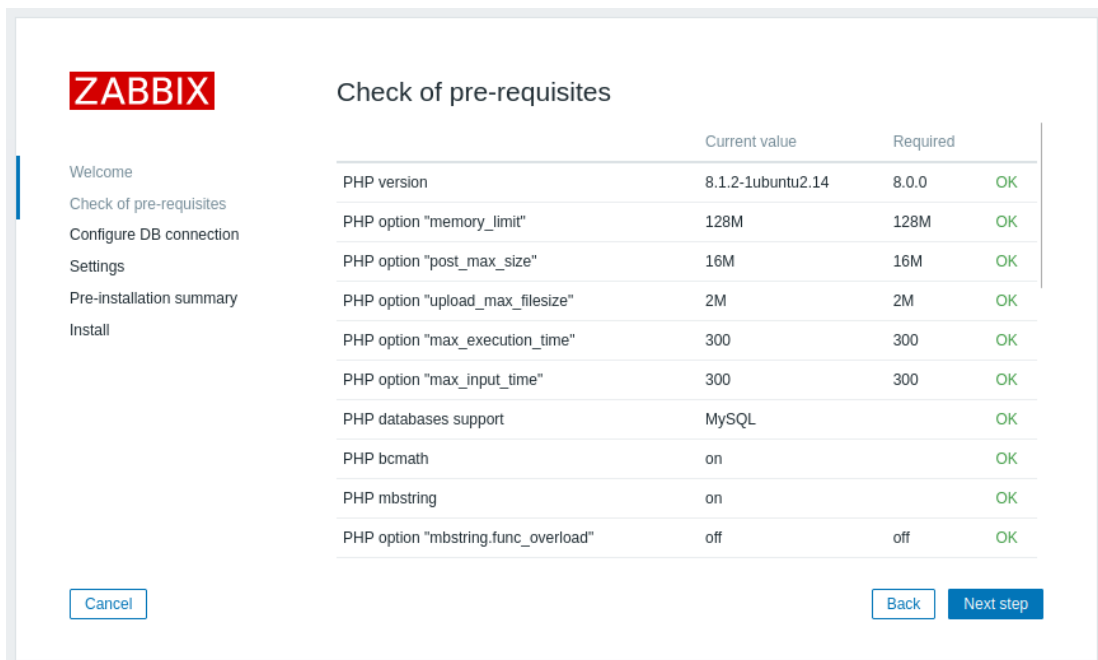 ZABBIX
Check of pre-requisites
Current value Required
Welcome
Check of pre-requisites
Configure DB connection
Settings
Pre-installation summary
Install
PHP version 8.1.2-1ubuntu2.14 8.0.0 OK
PHP option "memory_limit" 128M 128M OK
PHP option "post_max_size" 16M 16M OK
PHP option "upload_max_filesize" 2M 2M OK
PHP option "max_execution_time" 300 300 OK
PHP option "max_input_time" 300 300 OK
PHP databases support MySQL OK
PHP bcmath on OK
PHP mbstring on OK
PHP option "mbstring.func_overload" off off OK
Cancel Back Next step